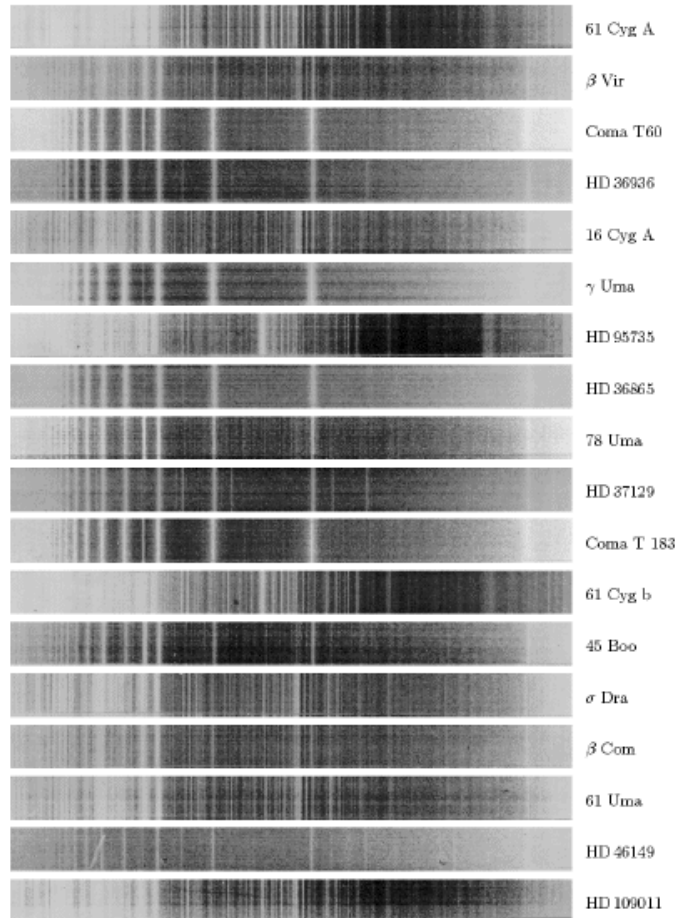 61 Cyg A
β Vir
Coma T60
HD 36936
16 Cyg A
γ Uma
HD 95735
HD 36865
78 Uma
HD 37129
Coma T 183
61 Cyg b
45 Boo
σ Dra
β Com
61 Uma
HD 46149
HD 109011